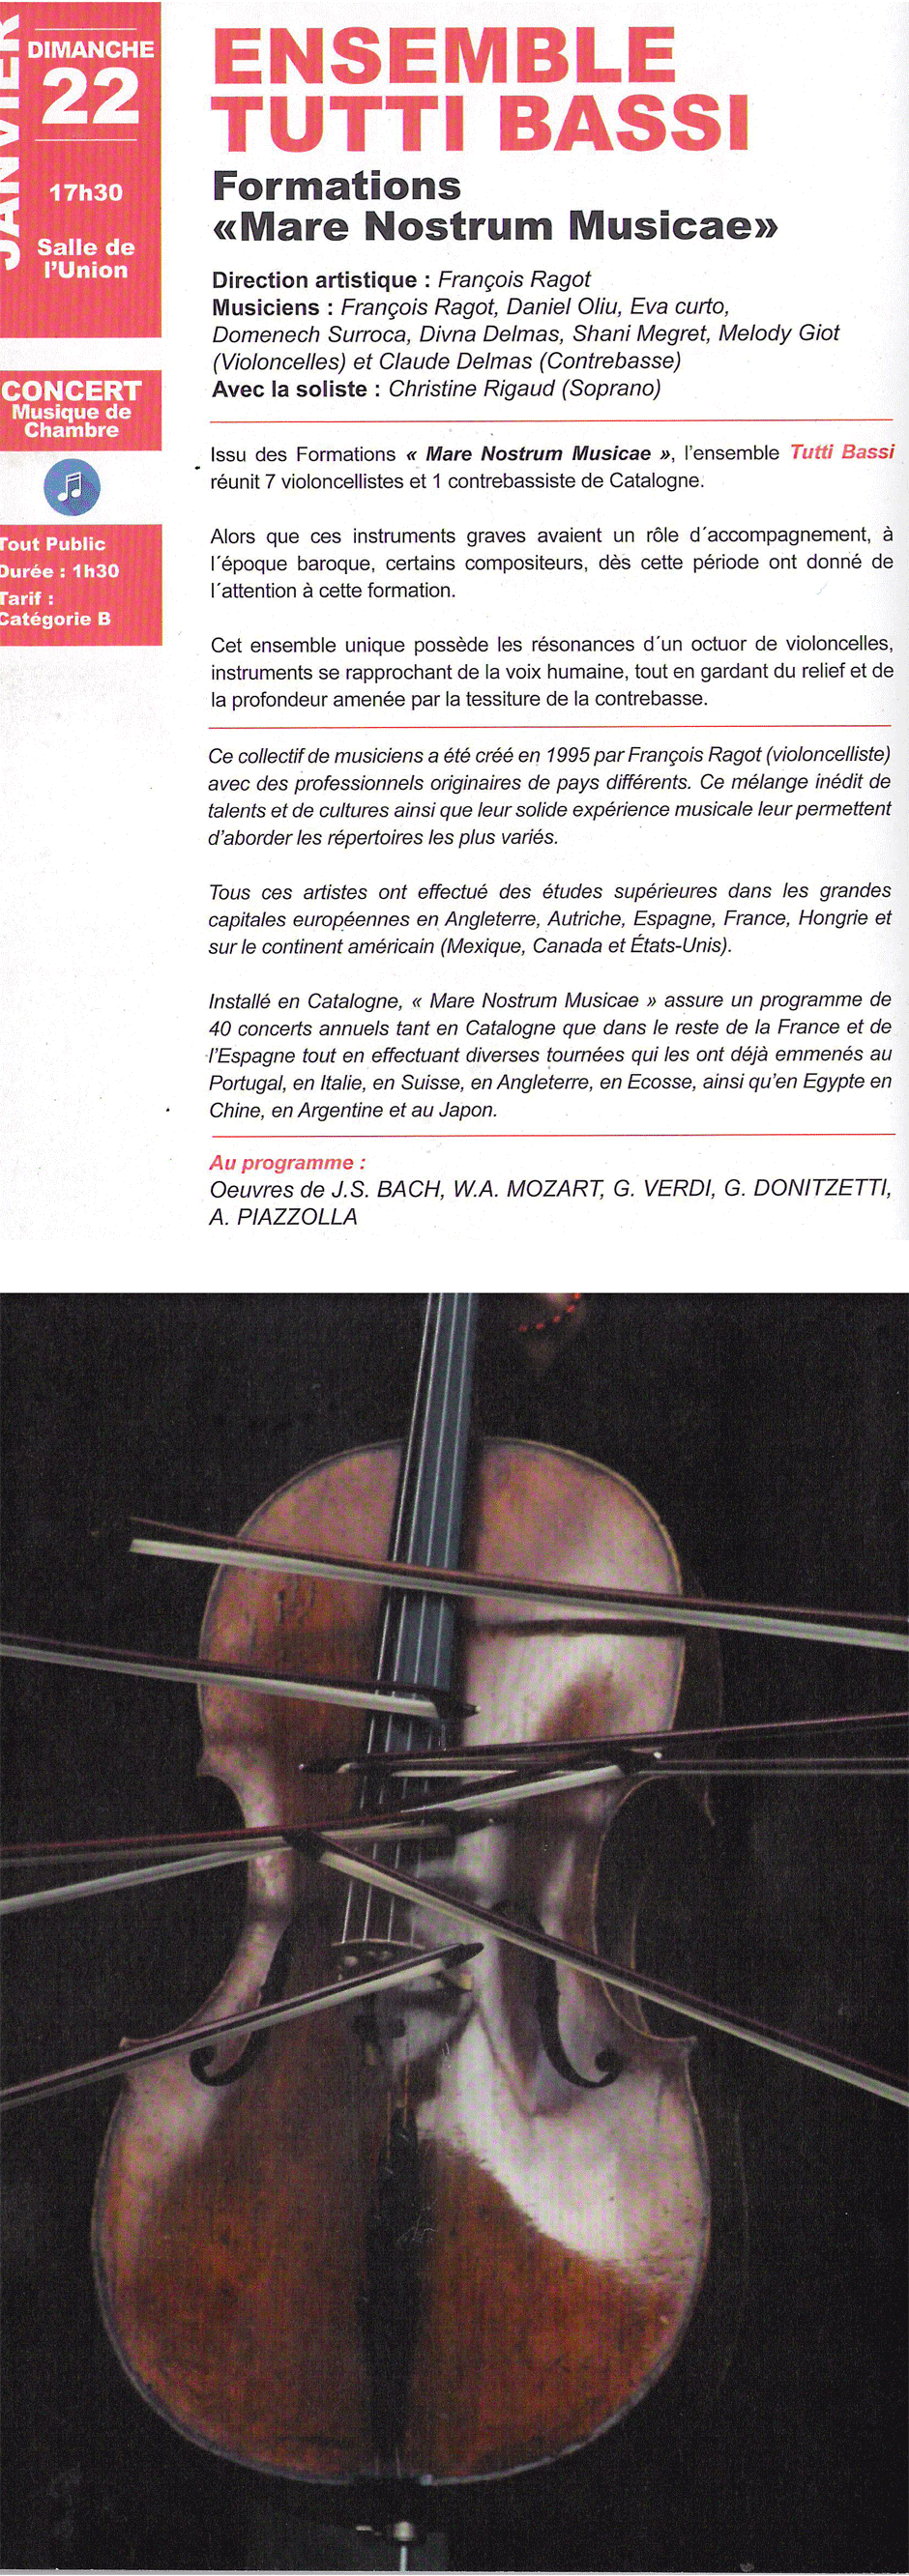 JANVIER
DIMANCHE
22
17h30
Salle de
l'Union
CONCERT
Musique de
Chambre
Tout Public
Durée : 1h30
Tarif :
Catégorie B
ENSEMBLE
TUTTI BASSI
Formations
«Mare Nostrum Musicae»
Direction artistique : François Ragot
Musiciens : François Ragot, Daniel Oliu, Eva curto,
Domenech Surroca, Divna Delmas, Shani Megret, Melody Giot
(Violoncelles) et Claude Delmas (Contrebasse)
Avec la soliste : Christine Rigaud (Soprano)
Issu des Formations « Mare Nostrum Musicae », l'ensemble Tutti Bassi
réunit 7 violoncellistes et 1 contrebassiste de Catalogne.
Alors que ces instruments graves avaient un rôle d´accompagnement, à
l´époque baroque, certains compositeurs, dès cette période ont donné de
l´attention à cette formation.
Cet ensemble unique possède les résonances d´un octuor de violoncelles,
instruments se rapprochant de la voix humaine, tout en gardant du relief et de
la profondeur amenée par la tessiture de la contrebasse.
Ce collectif de musiciens a été créé en 1995 par François Ragot (violoncelliste)
avec des professionnels originaires de pays différents. Ce mélange inédit de
talents et de cultures ainsi que leur solide expérience musicale leur permettent
d'aborder les répertoires les plus variés.
Tous ces artistes ont effectué des études supérieures dans les grandes
capitales européennes en Angleterre, Autriche, Espagne, France, Hongrie et
sur le continent américain (Mexique, Canada et États-Unis).
Installé en Catalogne, « Mare Nostrum Musicae » assure un programme de
40 concerts annuels tant en Catalogne que dans le reste de la France et de
l'Espagne tout en effectuant diverses tournées qui les ont déjà emmenés au
Portugal, en Italie, en Suisse, en Angleterre, en Ecosse, ainsi qu'en Egypte en
Chine, en Argentine et au Japon.
Au programme :
Oeuvres de J.S. BACH, W.A. MOZART, G. VERDI, G. DONITZETTI,
A. PIAZZOLLA